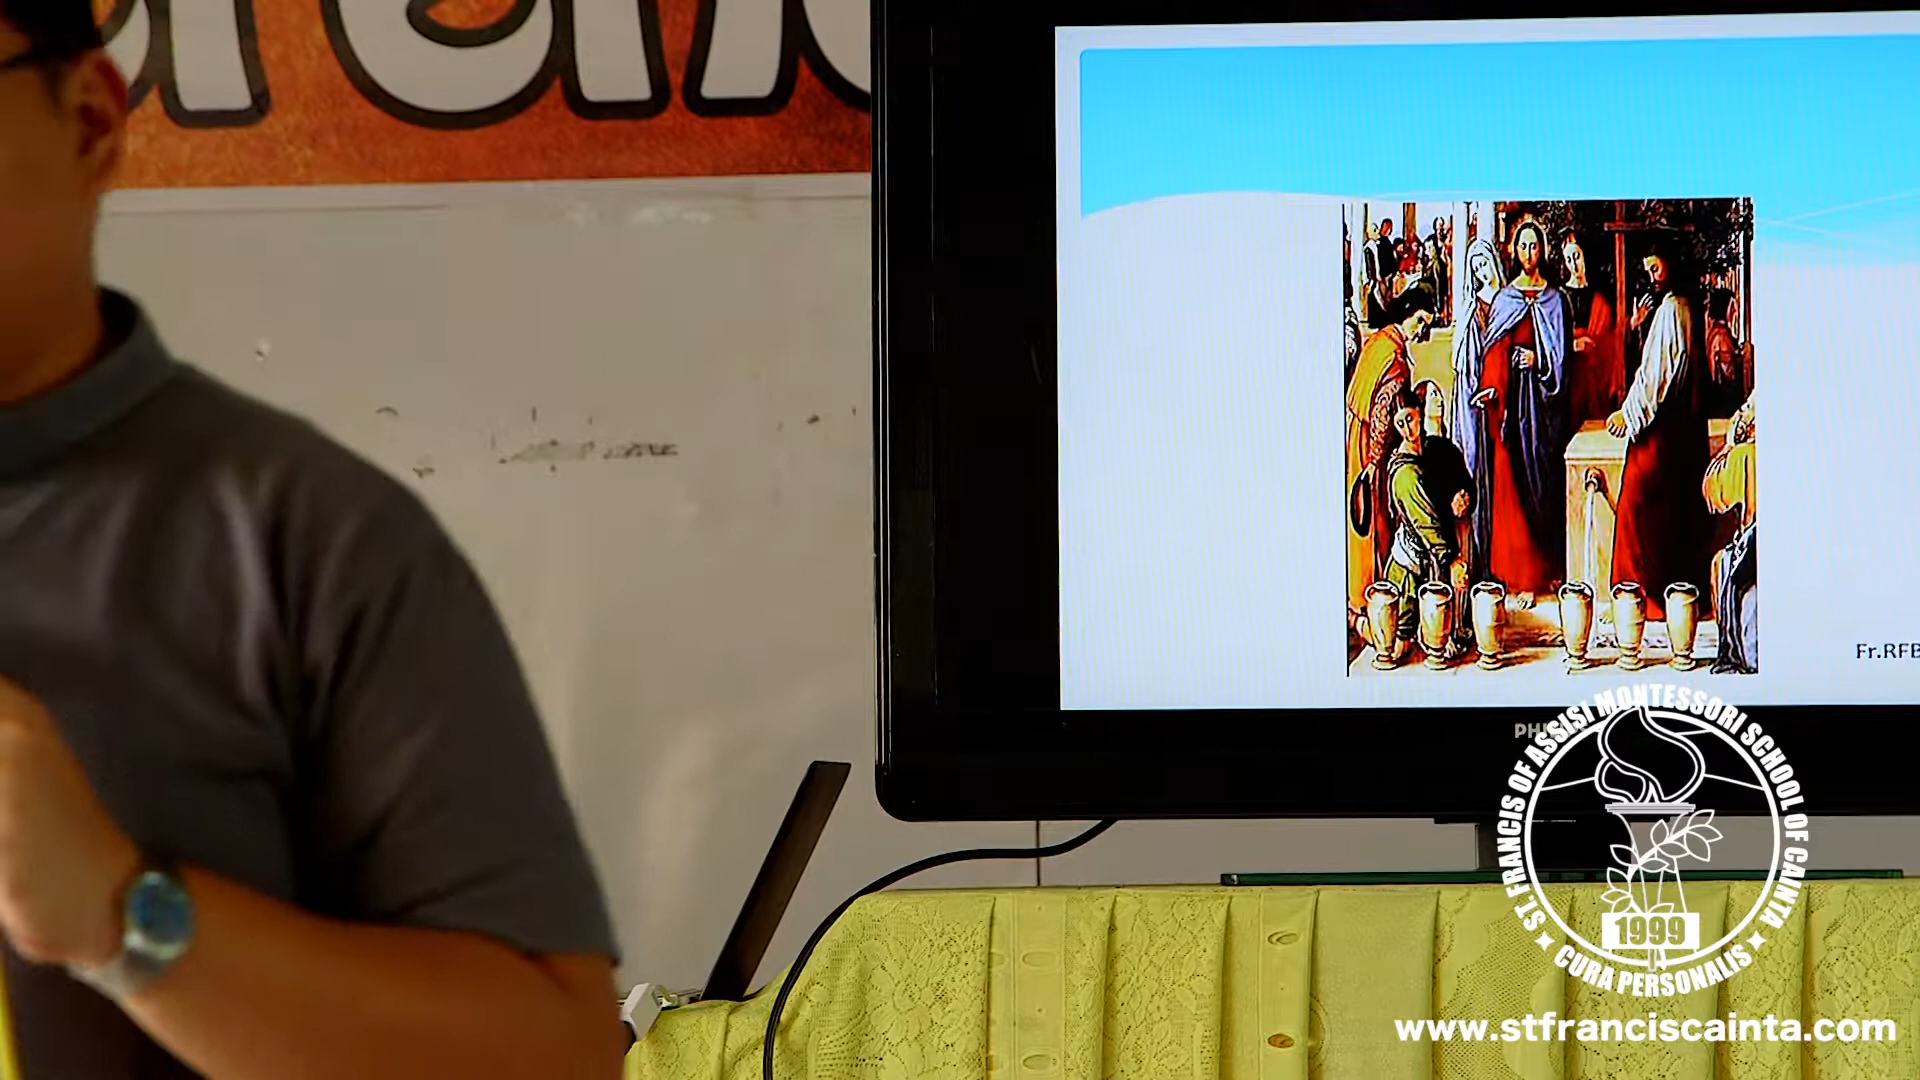 Fr.RFB
ST. FRANCIS OF ASSISI MONTESSORI SCHOOL OF CAINTA
1999
CURA PERSONALIS
www.stfranciscainta.com